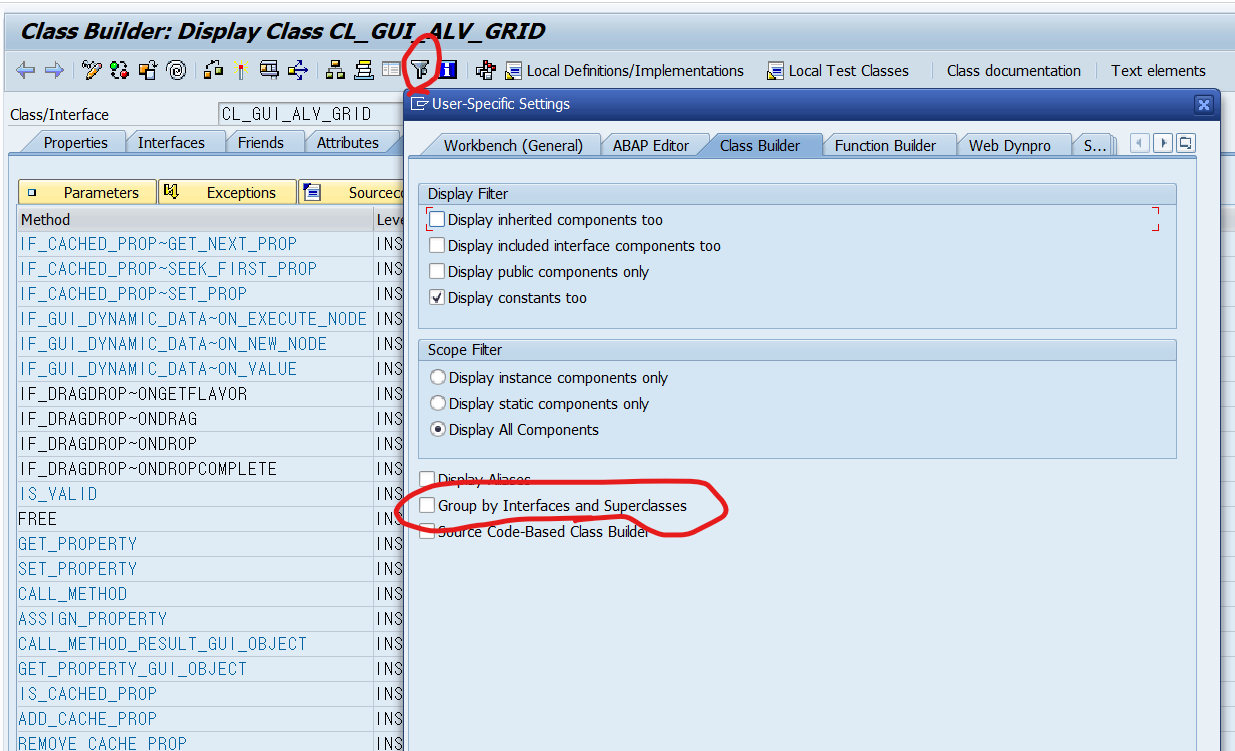 Class Builder: Display Class CL_GUI_ALV_GRID
Local Definitions/Implementations Local Test Classes Class documentation Text elements
Class/Interface CL_GUI_ALV_GRID
Properties Interfaces Friends Attributes
Parameters Exceptions Sourcec
Method Leve
IF_CACHED_PROP~GET_NEXT_PROP INS
IF_CACHED_PROP~SEEK_FIRST_PROP INS
IF_CACHED_PROP~SET_PROP INS
IF_GUI_DYNAMIC_DATA~ON_EXECUTE_NODE INS
IF_GUI_DYNAMIC_DATA~ON_NEW_NODE INS
IF_GUI_DYNAMIC_DATA~ON_VALUE INS
IF_DRAGDROP~ONGETFLAVOR INS
IF_DRAGDROP~ONDRAG INS
IF_DRAGDROP~ONDROP INS
IF_DRAGDROP~ONDROPCOMPLETE INS
IS_VALID INS
FREE INS
GET_PROPERTY INS
SET_PROPERTY INS
CALL_METHOD INS
ASSIGN_PROPERTY INS
CALL_METHOD_RESULT_GUI_OBJECT INS
GET_PROPERTY_GUI_OBJECT INS
IS_CACHED_PROP INS
ADD_CACHE_PROP INS
REMOVE_CACHE_PROP INS
User-Specific Settings
Workbench (General) ABAP Editor Class Builder Function Builder Web Dynpro S...
Display Filter
Display inherited components too
Display included interface components too
Display public components only
Display constants too
Scope Filter
Display instance components only
Display static components only
Display All Components
Display Aliases
Group by Interfaces and Superclasses
Source Code-Based Class Builder